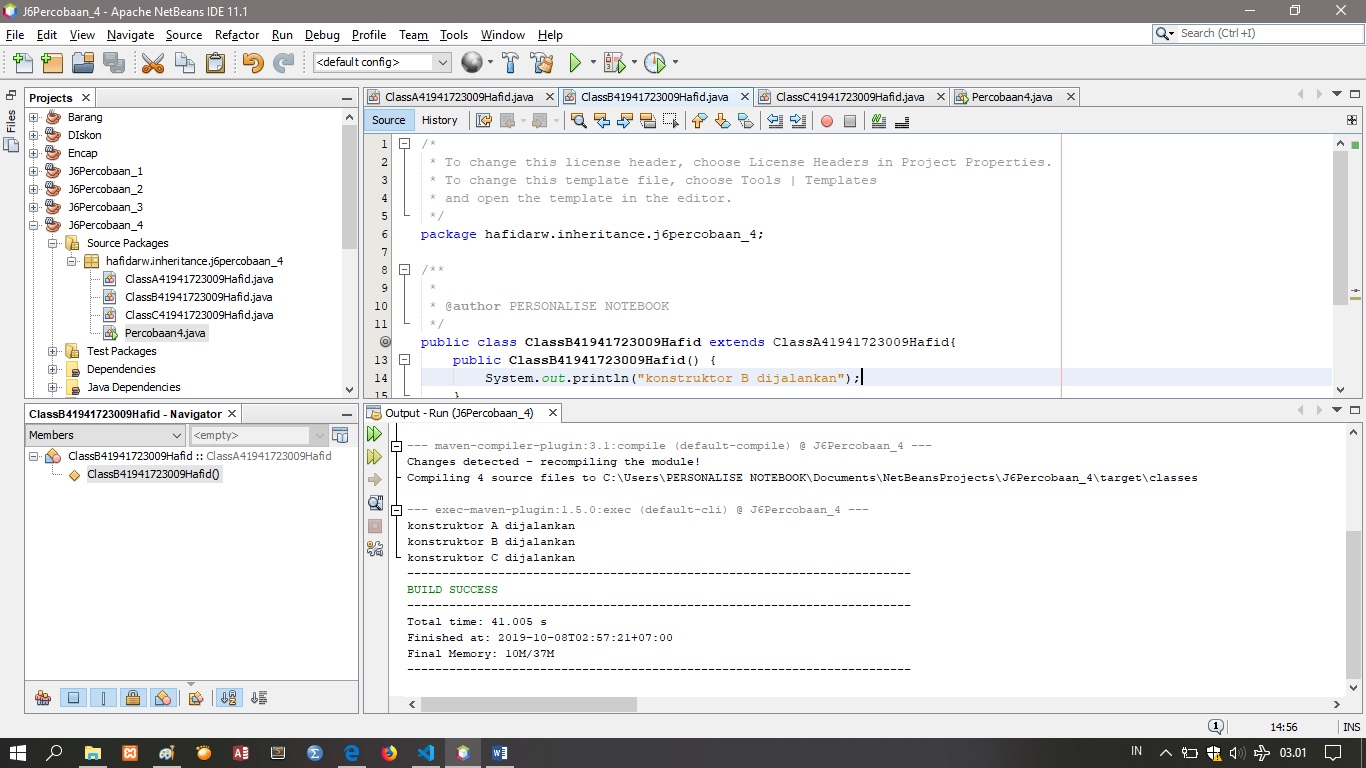 J6Percobaan_4 - Apache NetBeans IDE 11.1
File Edit View Navigate Source Refactor Run Debug Profile Team Tools Window Help
Search (Ctrl+I)
<default config>
Files
Projects
Barang
DIskon
Encap
J6Percobaan_1
J6Percobaan_2
J6Percobaan_3
J6Percobaan_4
Source Packages
hafidarw.inheritance.j6percobaan_4
ClassA41941723009Hafid.java
ClassB41941723009Hafid.java
ClassC41941723009Hafid.java
Percobaan4.java
Test Packages
Dependencies
Java Dependencies
ClassA41941723009Hafid.java ClassB41941723009Hafid.java ClassC41941723009Hafid.java Percobaan4.java
Source History
1 /*
2 * To change this license header, choose License Headers in Project Properties.
3 * To change this template file, choose Tools | Templates
4 * and open the template in the editor.
5 */
6 package hafidarw.inheritance.j6percobaan_4;
7
8 /**
9 *
10 * @author PERSONALISE NOTEBOOK
11 */
public class ClassB41941723009Hafid extends ClassA41941723009Hafid{
13 public ClassB41941723009Hafid() {
14 System.out.println("konstruktor B dijalankan");
15 }
ClassB41941723009Hafid - Navigator
Members <empty>
ClassB41941723009Hafid :: ClassA41941723009Hafid
ClassB41941723009Hafid()
Output - Run (J6Percobaan_4)
--- maven-compiler-plugin:3.1:compile (default-compile) @ J6Percobaan_4 ---
Changes detected - recompiling the module!
Compiling 4 source files to C:\Users\PERSONALISE NOTEBOOK\Documents\NetBeansProjects\J6Percobaan_4\target\classes
--- exec-maven-plugin:1.5.0:exec (default-cli) @ J6Percobaan_4 ---
konstruktor A dijalankan
konstruktor B dijalankan
konstruktor C dijalankan
------------------------------------------------------------------------
BUILD SUCCESS
------------------------------------------------------------------------
Total time: 41.005 s
Finished at: 2019-10-08T02:57:21+07:00
Final Memory: 10M/37M
------------------------------------------------------------------------
1 14:56 INS
IN 03.01